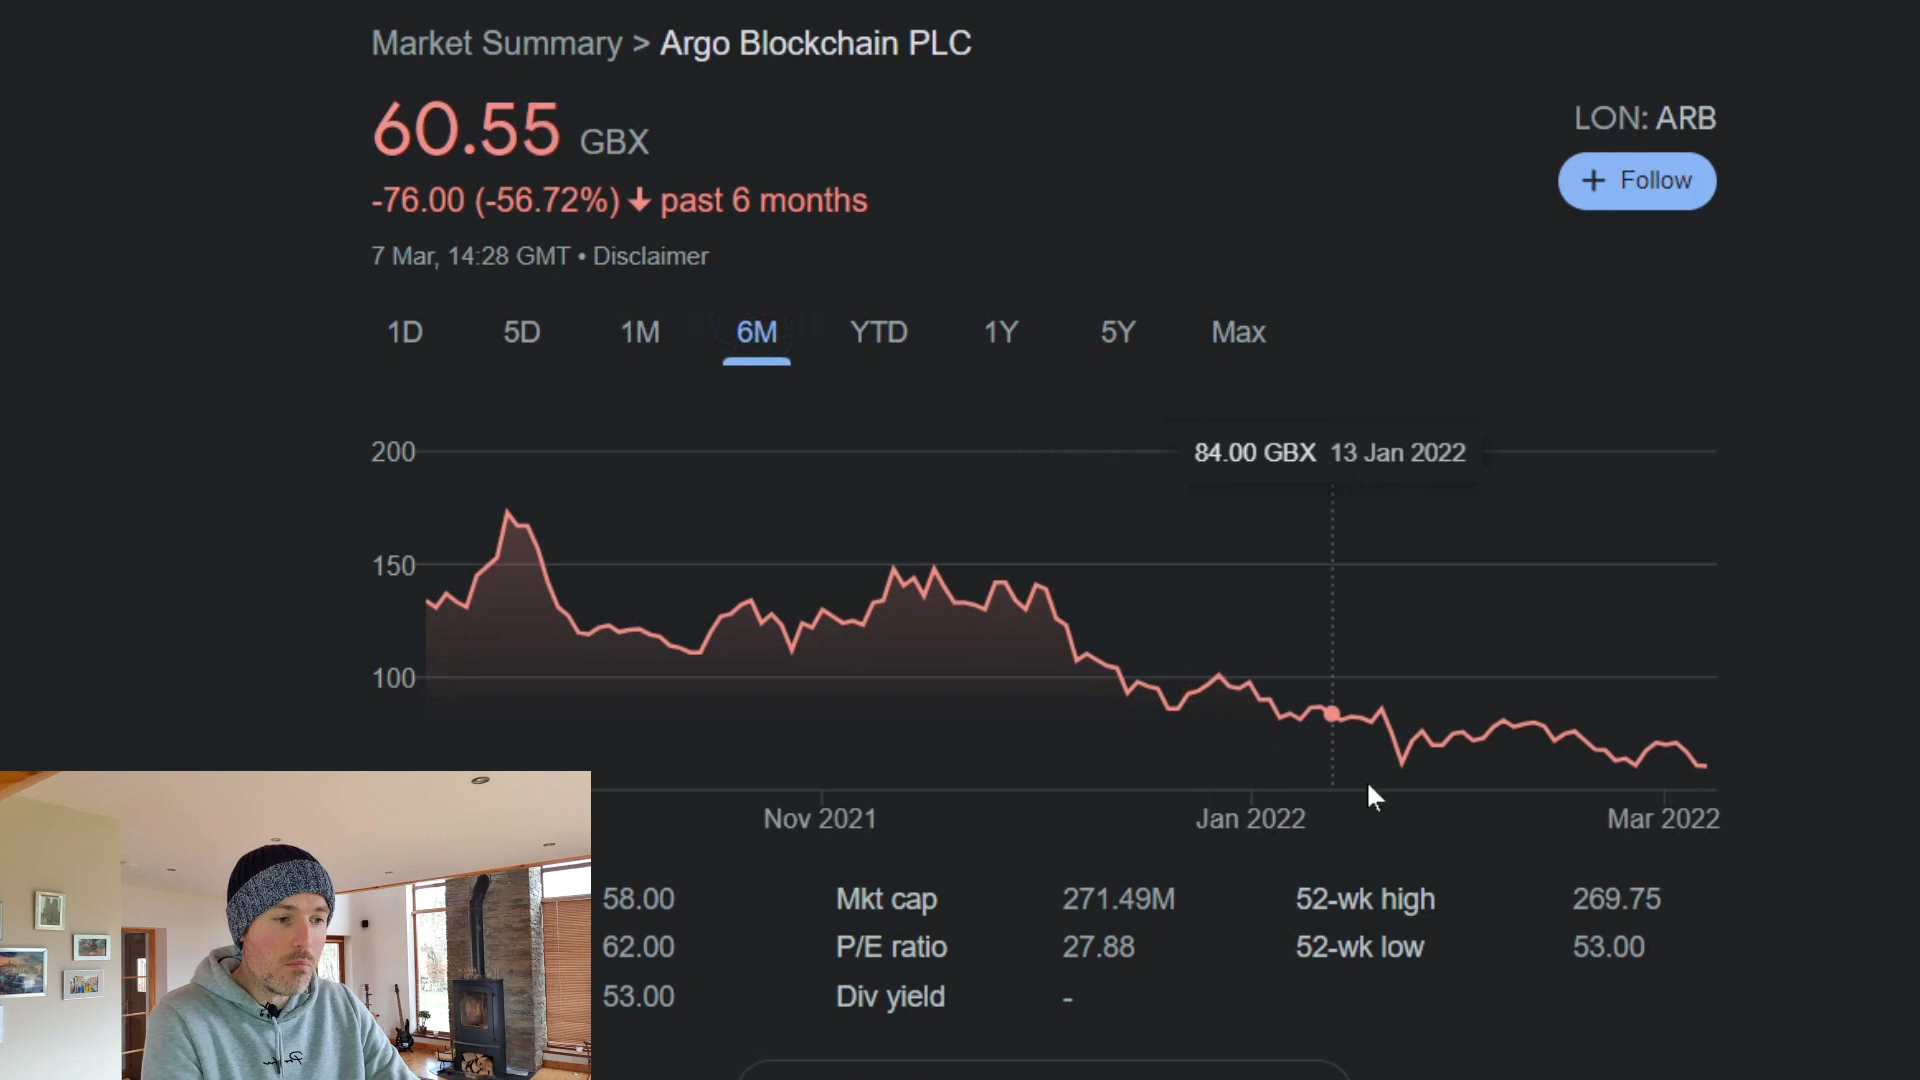 Market Summary > Argo Blockchain PLC
60.55 GBX
LON: ARB
+ Follow
-76.00 (-56.72%) ↓ past 6 months
7 Mar, 14:28 GMT • Disclaimer
1D 5D 1M 6M YTD 1Y 5Y Max
84.00 GBX 13 Jan 2022
200
150
100
Nov 2021 Jan 2022 Mar 2022
58.00 Mkt cap 271.49M 52-wk high 269.75
62.00 P/E ratio 27.88 52-wk low 53.00
53.00 Div yield -